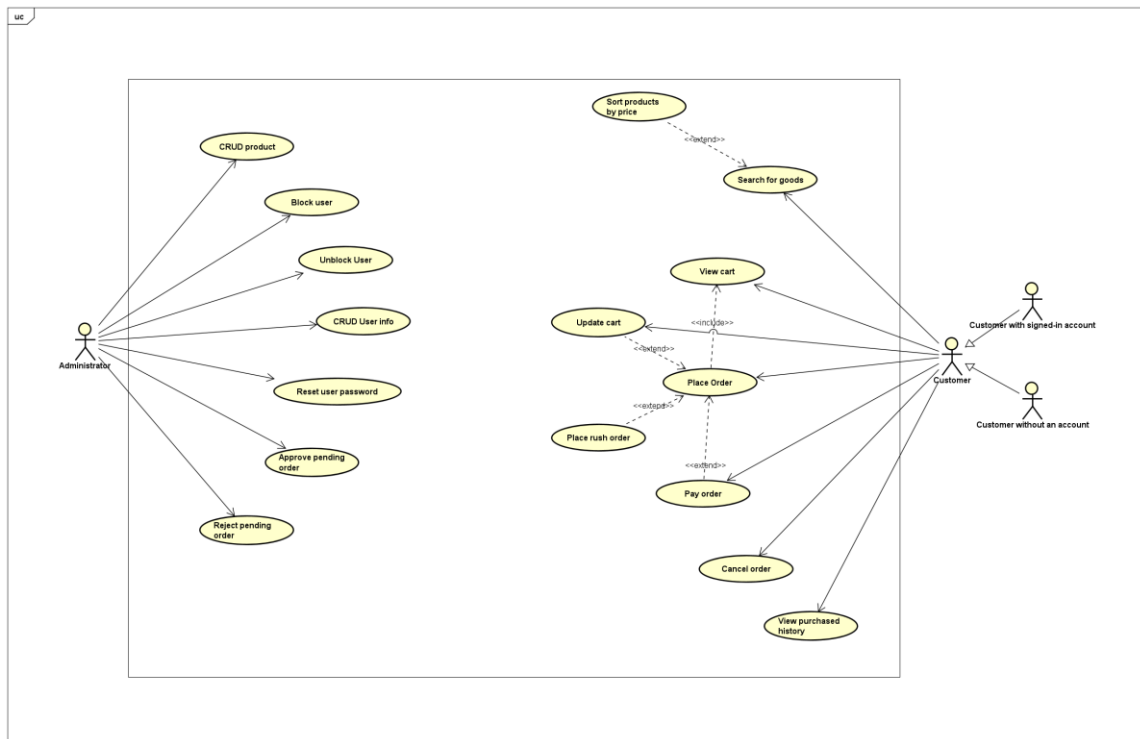 uc
Sort products
by price
<<extend>>
CRUD product
Search for goods
Block user
Unblock User
View cart
Update cart
<<include>>
CRUD User info
Customer with signed-in account
<<extend>>
Administrator
Place Order
Customer
Reset user password
<<extend>>
Customer without an account
Place rush order
Approve pending
order
<<extend>>
Pay order
Reject pending
order
Cancel order
View purchased
history